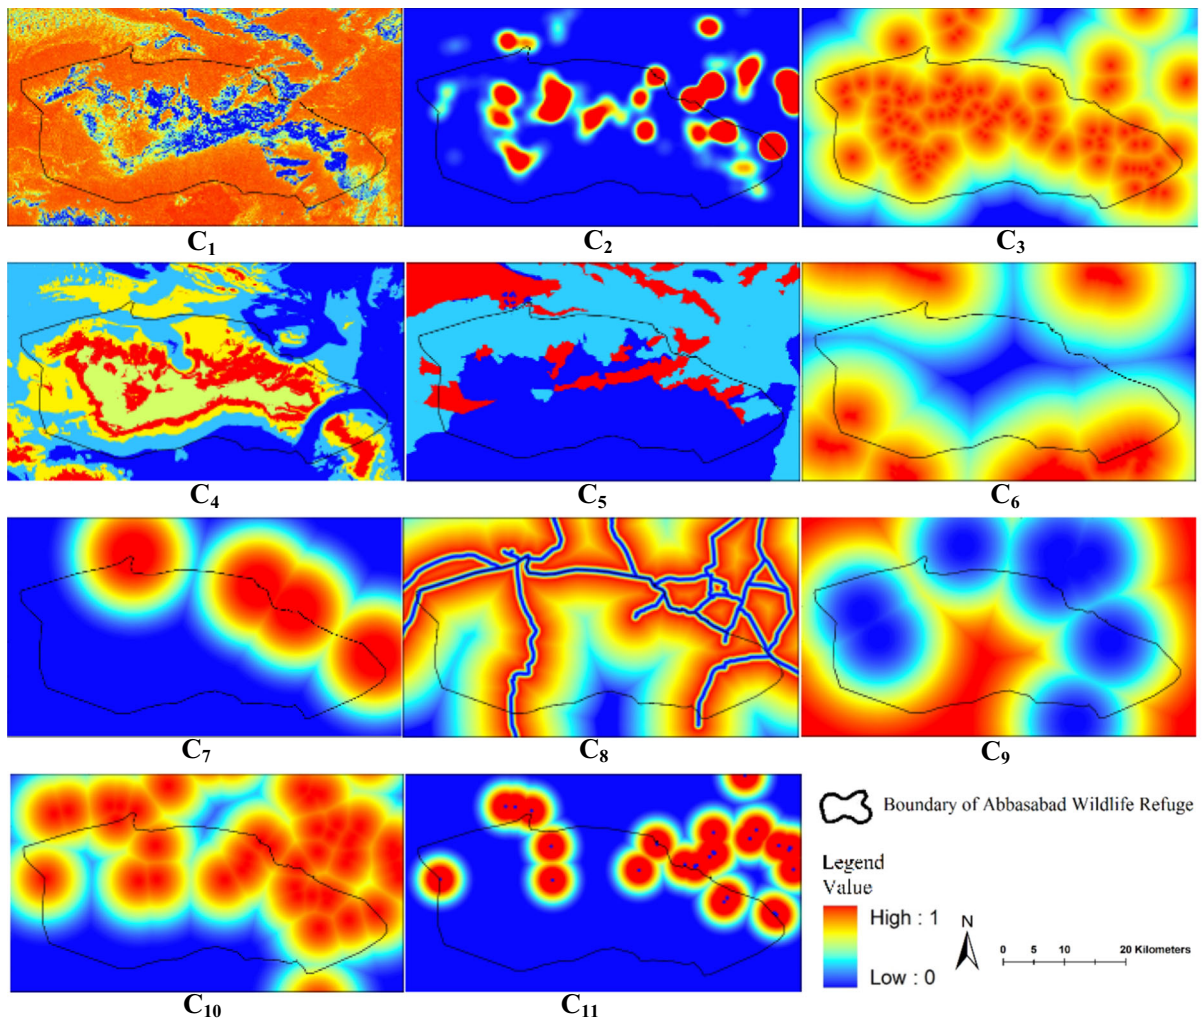 C1
C2
C3
C4
C5
C6
C7
C8
C9
C10
C11
Boundary of Abbasabad Wildlife Refuge
Legend
Value
High : 1
Low : 0
N
0 5 10 20 Kilometers